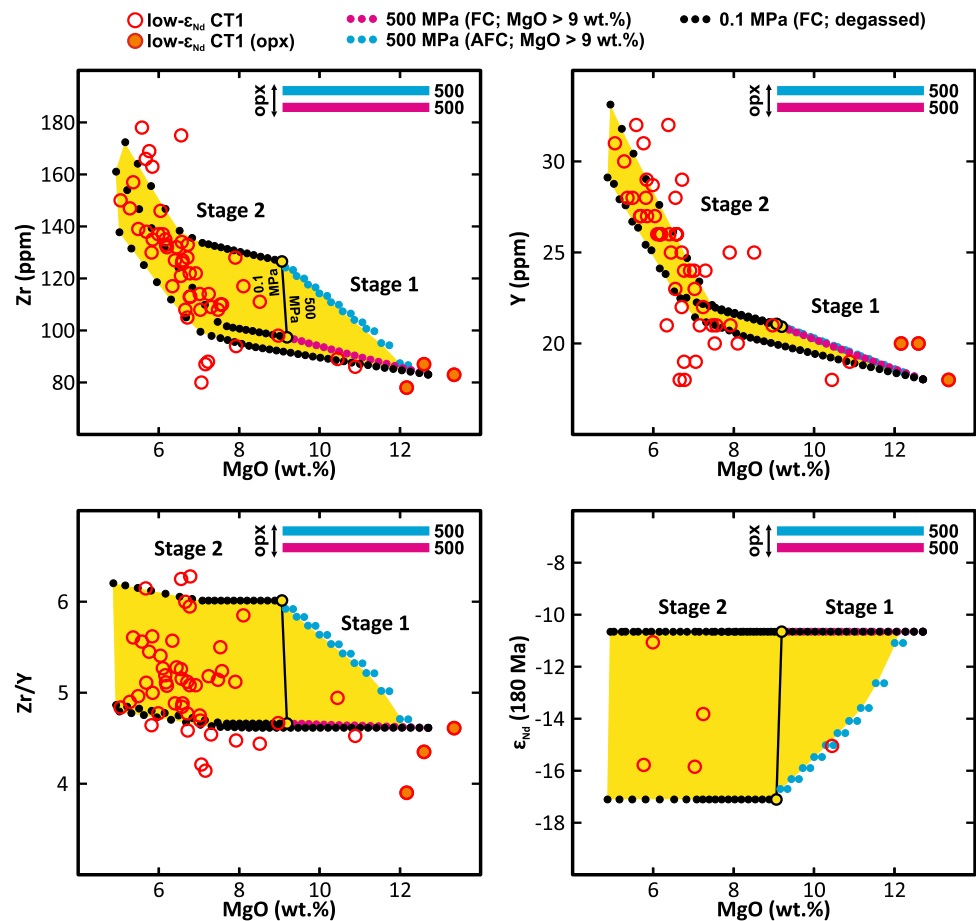 low-εNd CT1
500 MPa (FC; MgO > 9 wt.%)
0.1 MPa (FC; degassed)
low-εNd CT1 (opx)
500 MPa (AFC; MgO > 9 wt.%)
opx
500
500
180
160
140
120
100
80
Zr (ppm)
Stage 2
Stage 1
0.1 MPa
500 MPa
6
8
10
12
MgO (wt.%)
opx
500
500
30
20
Y (ppm)
Stage 2
Stage 1
6
8
10
12
MgO (wt.%)
opx
500
500
6
5
4
Zr/Y
Stage 2
Stage 1
6
8
10
12
MgO (wt.%)
opx
500
500
-8
-10
-12
-14
-16
-18
εNd (180 Ma)
Stage 2
Stage 1
6
8
10
12
MgO (wt.%)